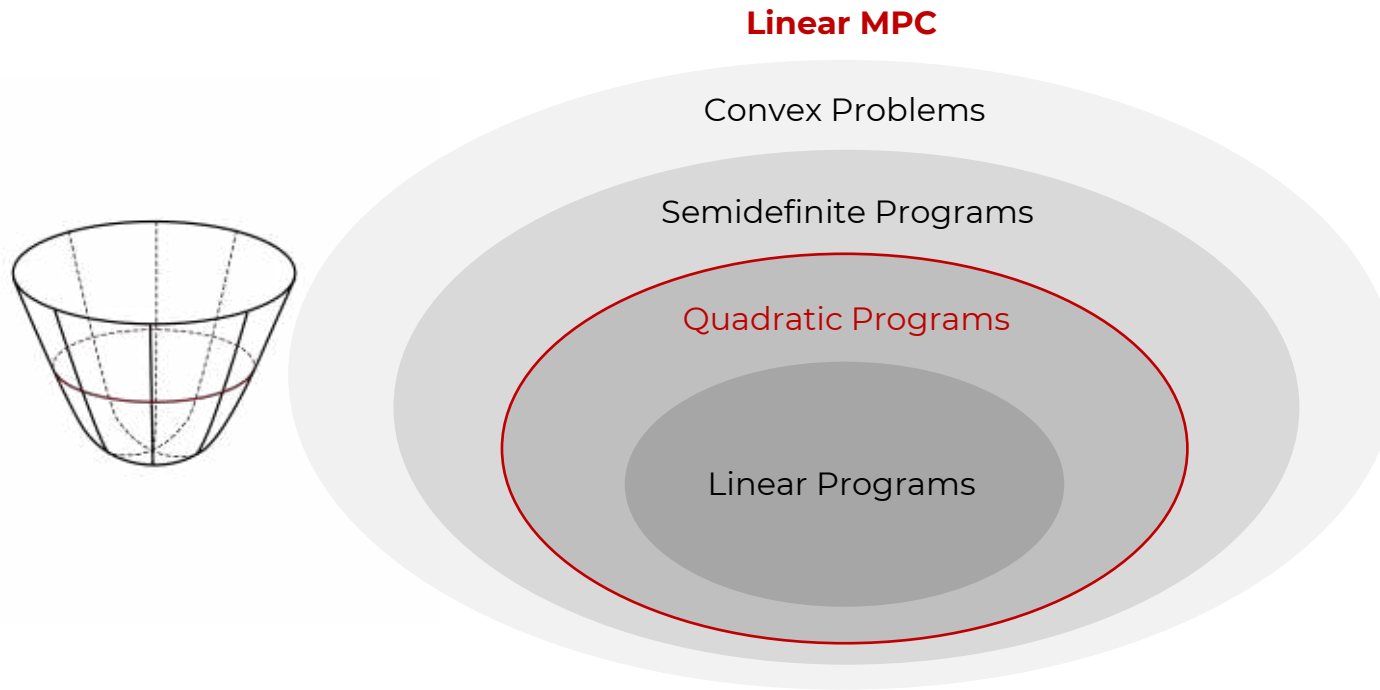 Linear MPC
Convex Problems
Semidefinite Programs
Quadratic Programs
Linear Programs